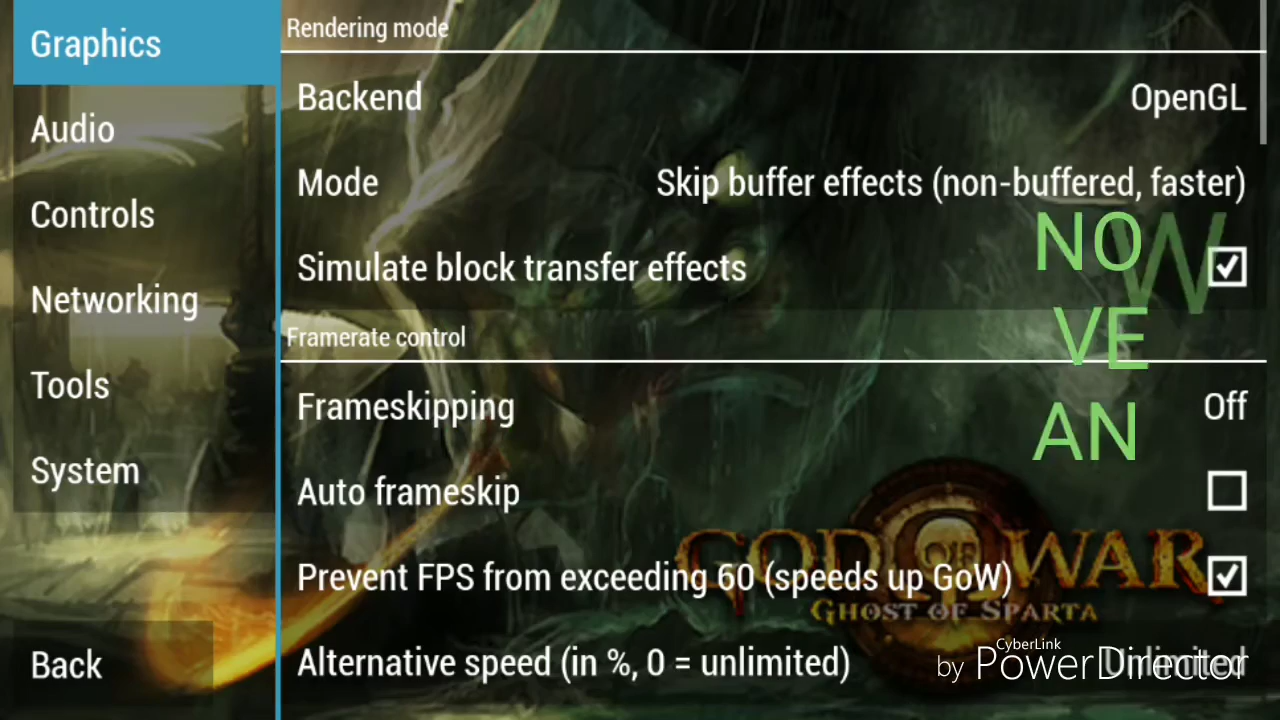 Graphics
Audio
Controls
Networking
Tools
System
Back
Rendering mode
Backend OpenGL
Mode Skip buffer effects (non-buffered, faster)
Simulate block transfer effects
Framerate control
Frameskipping Off
Auto frameskip
Prevent FPS from exceeding 60 (speeds up GoW)
Alternative speed (in %, 0 = unlimited) Unlimited
NO W
VE
AN
GOD OF WAR
GHOST OF SPARTA
CyberLink
by PowerDirector